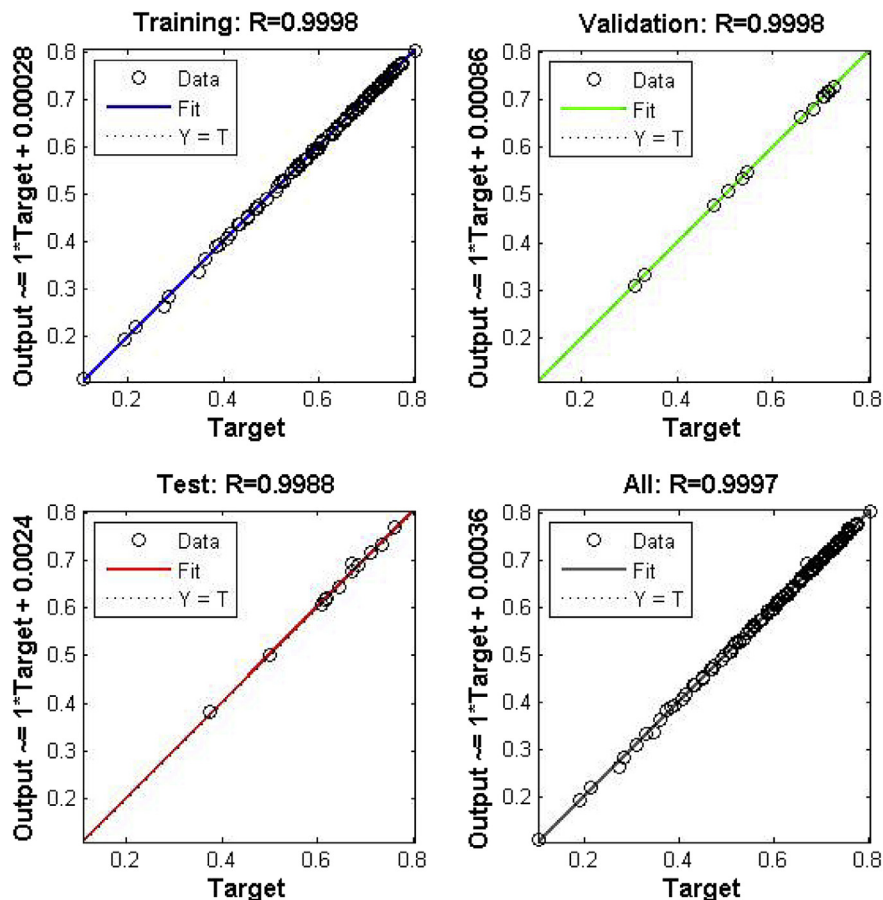 Training: R=0.9998
Output ~= 1*Target + 0.00028
0.8
0.7
0.6
0.5
0.4
0.3
0.2
Data
Fit
Y = T
0.2 0.4 0.6 0.8
Target
Validation: R=0.9998
Output ~= 1*Target + 0.00086
0.8
0.7
0.6
0.5
0.4
0.3
0.2
Data
Fit
Y = T
0.2 0.4 0.6 0.8
Target
Test: R=0.9988
Output ~= 1*Target + 0.0024
0.8
0.7
0.6
0.5
0.4
0.3
0.2
Data
Fit
Y = T
0.2 0.4 0.6 0.8
Target
All: R=0.9997
Output ~= 1*Target + 0.00036
0.8
0.7
0.6
0.5
0.4
0.3
0.2
Data
Fit
Y = T
0.2 0.4 0.6 0.8
Target